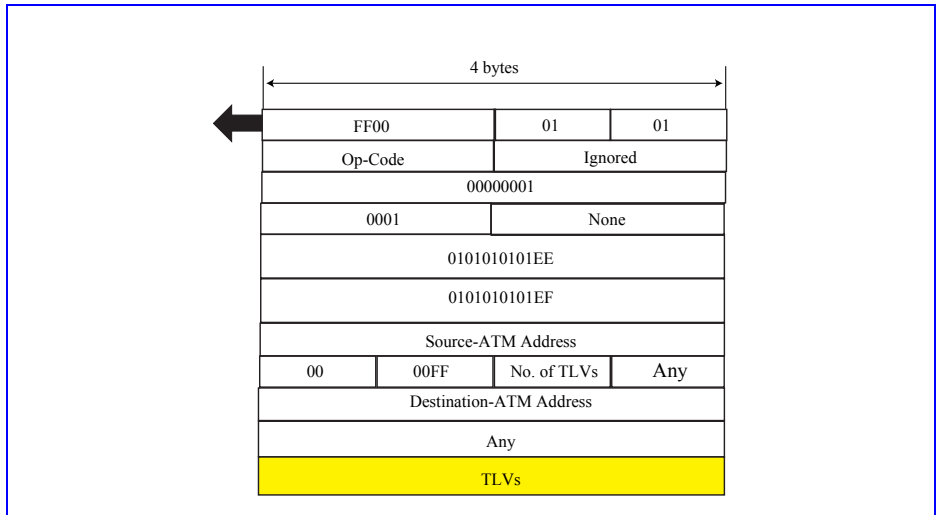 4 bytes
FF00 01 01
Op-Code Ignored
00000001
0001 None
0101010101EE
0101010101EF
Source-ATM Address
00 00FF No. of TLVs Any
Destination-ATM Address
Any
TLVs